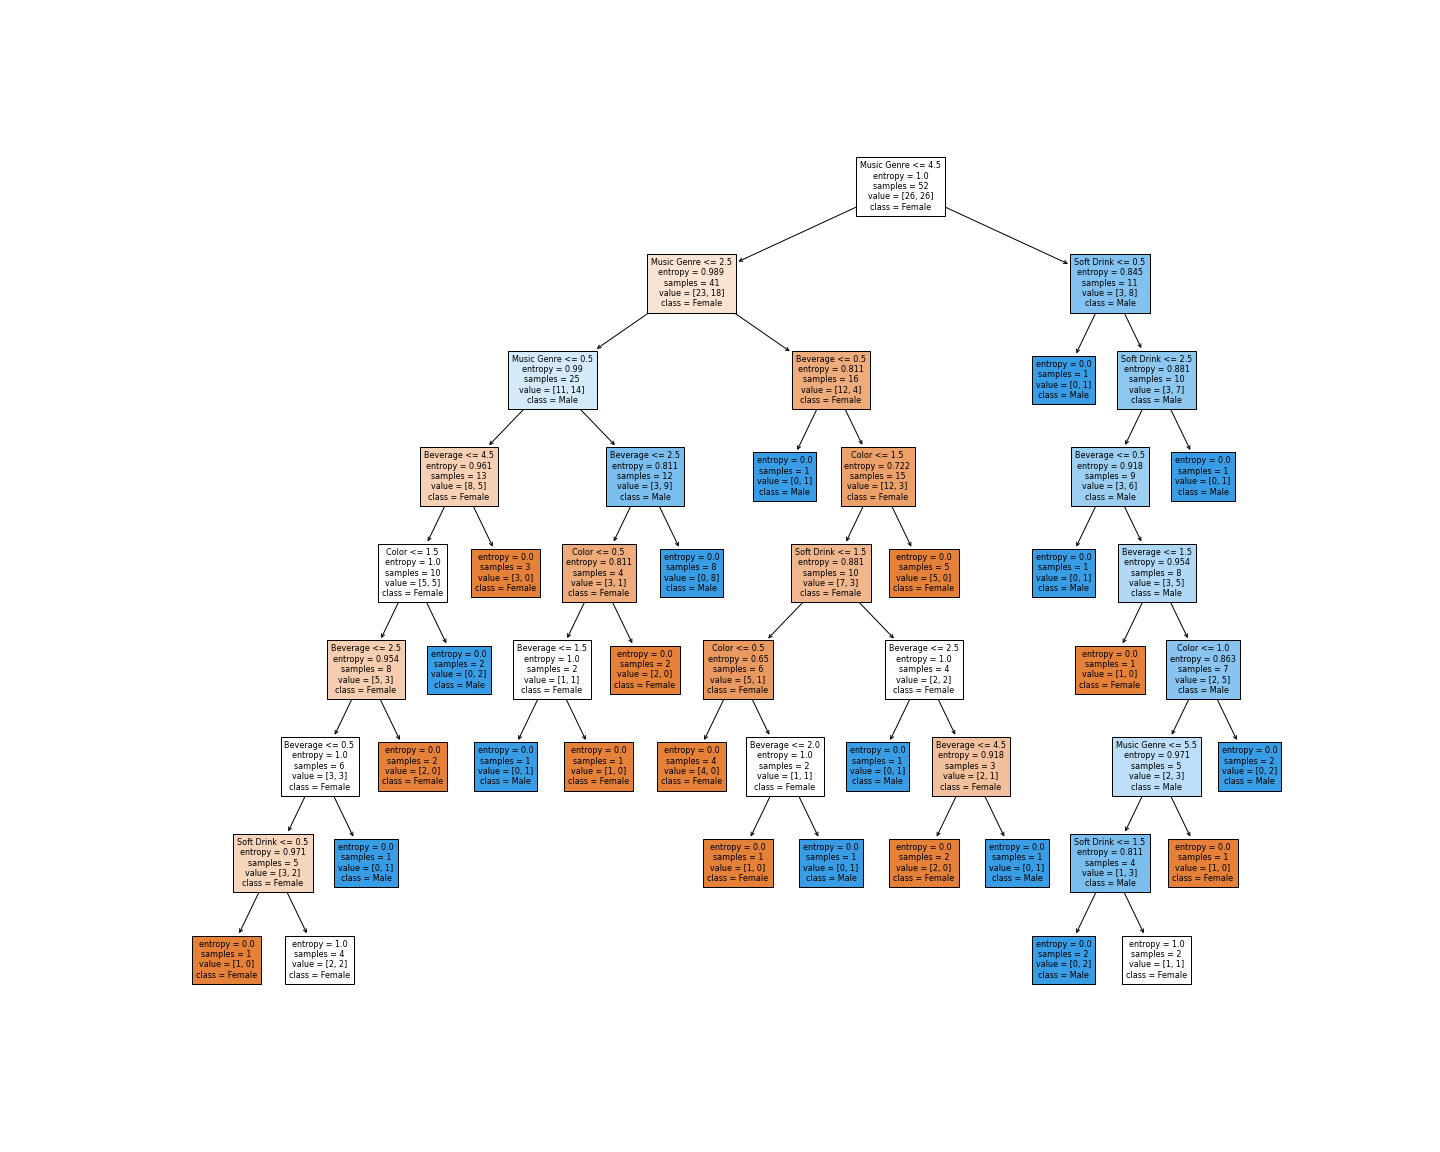 Music Genre <= 4.5
entropy = 1.0
samples = 52
value = [26, 26]
class = Female
Music Genre <= 2.5
entropy = 0.989
samples = 41
value = [23, 18]
class = Female
Soft Drink <= 0.5
entropy = 0.845
samples = 11
value = [3, 8]
class = Male
Music Genre <= 0.5
entropy = 0.99
samples = 25
value = [11, 14]
class = Male
Beverage <= 0.5
entropy = 0.811
samples = 16
value = [12, 4]
class = Female
entropy = 0.0
samples = 1
value = [0, 1]
class = Male
Soft Drink <= 2.5
entropy = 0.881
samples = 10
value = [3, 7]
class = Male
Beverage <= 4.5
entropy = 0.961
samples = 13
value = [8, 5]
class = Female
Beverage <= 2.5
entropy = 0.811
samples = 12
value = [3, 9]
class = Male
entropy = 0.0
samples = 1
value = [0, 1]
class = Male
Color <= 1.5
entropy = 0.722
samples = 15
value = [12, 3]
class = Female
Beverage <= 0.5
entropy = 0.918
samples = 9
value = [3, 6]
class = Male
entropy = 0.0
samples = 1
value = [0, 1]
class = Male
Color <= 1.5
entropy = 1.0
samples = 10
value = [5, 5]
class = Female
entropy = 0.0
samples = 3
value = [3, 0]
class = Female
Color <= 0.5
entropy = 0.811
samples = 4
value = [3, 1]
class = Female
entropy = 0.0
samples = 8
value = [0, 8]
class = Male
Soft Drink <= 1.5
entropy = 0.881
samples = 10
value = [7, 3]
class = Female
entropy = 0.0
samples = 5
value = [5, 0]
class = Female
entropy = 0.0
samples = 1
value = [0, 1]
class = Male
Beverage <= 1.5
entropy = 0.954
samples = 8
value = [3, 5]
class = Male
Beverage <= 2.5
entropy = 0.954
samples = 8
value = [5, 3]
class = Female
entropy = 0.0
samples = 2
value = [0, 2]
class = Male
Beverage <= 1.5
entropy = 1.0
samples = 2
value = [1, 1]
class = Female
entropy = 0.0
samples = 2
value = [2, 0]
class = Female
Color <= 0.5
entropy = 0.65
samples = 6
value = [5, 1]
class = Female
Beverage <= 2.5
entropy = 1.0
samples = 4
value = [2, 2]
class = Female
entropy = 0.0
samples = 1
value = [1, 0]
class = Female
Color <= 1.0
entropy = 0.863
samples = 7
value = [2, 5]
class = Male
Beverage <= 0.5
entropy = 1.0
samples = 6
value = [3, 3]
class = Female
entropy = 0.0
samples = 2
value = [2, 0]
class = Female
entropy = 0.0
samples = 1
value = [0, 1]
class = Male
entropy = 0.0
samples = 1
value = [1, 0]
class = Female
entropy = 0.0
samples = 4
value = [4, 0]
class = Female
Beverage <= 2.0
entropy = 1.0
samples = 2
value = [1, 1]
class = Female
entropy = 0.0
samples = 1
value = [0, 1]
class = Male
Beverage <= 4.5
entropy = 0.918
samples = 3
value = [2, 1]
class = Female
Music Genre <= 5.5
entropy = 0.971
samples = 5
value = [2, 3]
class = Male
entropy = 0.0
samples = 2
value = [0, 2]
class = Male
Soft Drink <= 0.5
entropy = 0.971
samples = 5
value = [3, 2]
class = Female
entropy = 0.0
samples = 1
value = [0, 1]
class = Male
entropy = 0.0
samples = 1
value = [1, 0]
class = Female
entropy = 0.0
samples = 1
value = [0, 1]
class = Male
entropy = 0.0
samples = 2
value = [2, 0]
class = Female
entropy = 0.0
samples = 1
value = [0, 1]
class = Male
Soft Drink <= 1.5
entropy = 0.811
samples = 4
value = [1, 3]
class = Male
entropy = 0.0
samples = 1
value = [1, 0]
class = Female
entropy = 0.0
samples = 1
value = [1, 0]
class = Female
entropy = 1.0
samples = 4
value = [2, 2]
class = Female
entropy = 0.0
samples = 2
value = [0, 2]
class = Male
entropy = 1.0
samples = 2
value = [1, 1]
class = Female